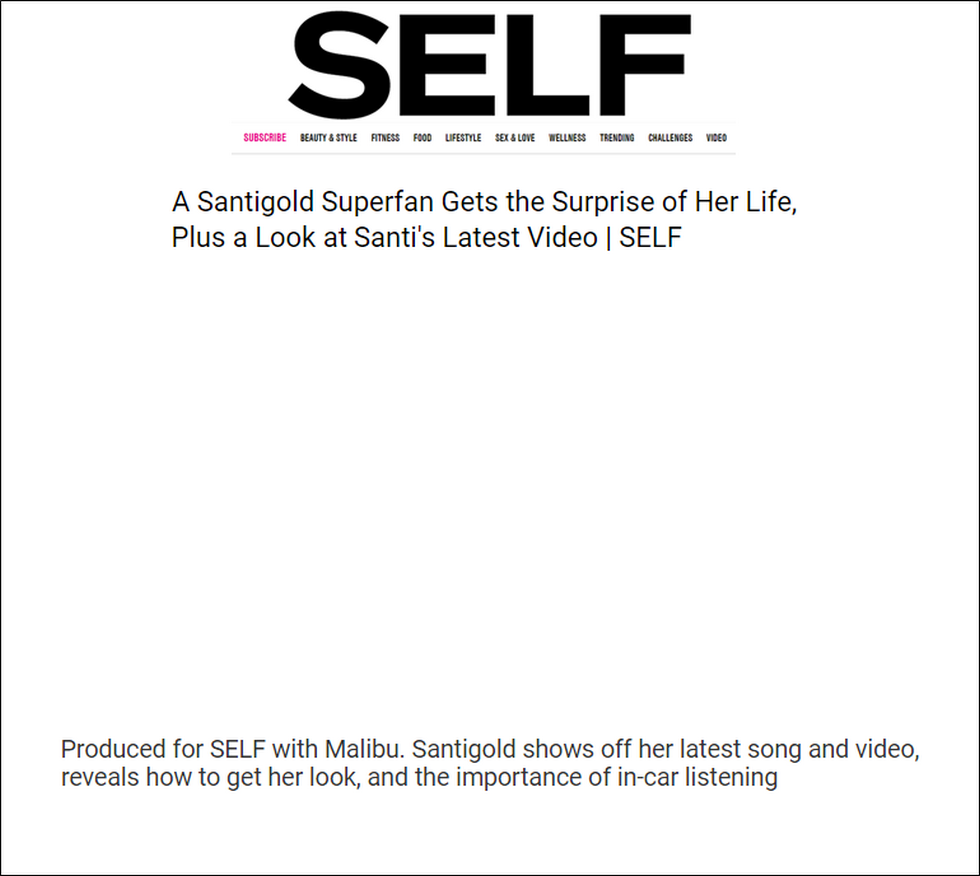 SELF
SUBSCRIBE BEAUTY & STYLE FITNESS FOOD LIFESTYLE SEX & LOVE WELLNESS TRENDING CHALLENGES VIDEO
A Santigold Superfan Gets the Surprise of Her Life,
Plus a Look at Santi's Latest Video | SELF
Produced for SELF with Malibu. Santigold shows off her latest song and video,
reveals how to get her look, and the importance of in-car listening